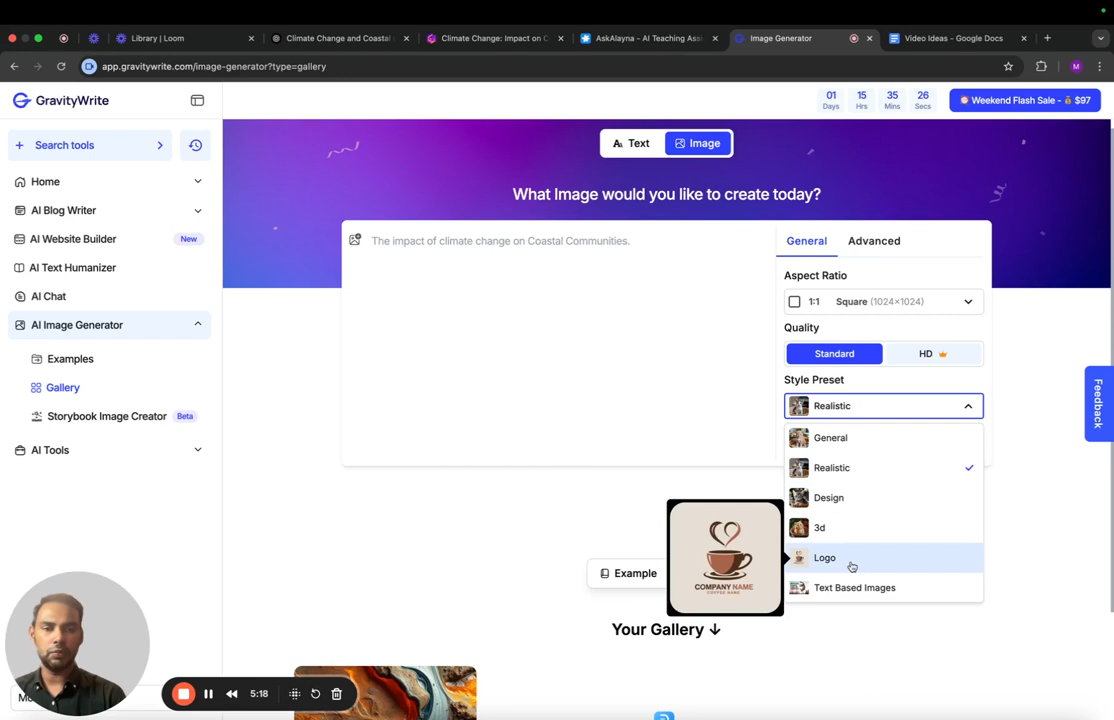 Library | Loom
Climate Change and Coastal
Climate Change: Impact on C
AskAlayna - AI Teaching Ass
Image Generator
Video Ideas - Google Docs
app.gravitywrite.com/image-generator?type=gallery
M
GravityWrite
01 15 35 26
Days Hrs Mins Secs
Weekend Flash Sale - $97
Search tools
Text Image
Home
AI Blog Writer
AI Website Builder New
AI Text Humanizer
AI Chat
AI Image Generator
Examples
Gallery
Storybook Image Creator Beta
AI Tools
What Image would you like to create today?
The impact of climate change on Coastal Communities.
General Advanced
Aspect Ratio
1:1 Square (1024×1024)
Quality
Standard HD
Style Preset
Realistic
General
Realistic
Design
3d
Logo
Text Based Images
Feedback
COMPANY NAME
COFFEE NAME
Example
Your Gallery ↓
5:18